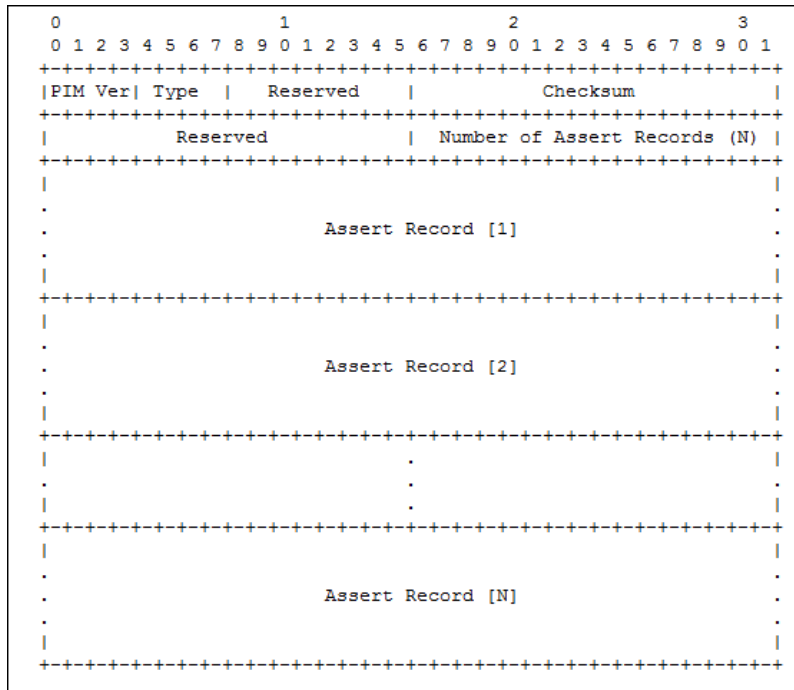 0                   1                   2                   3
0 1 2 3 4 5 6 7 8 9 0 1 2 3 4 5 6 7 8 9 0 1 2 3 4 5 6 7 8 9 0 1
+-+-+-+-+-+-+-+-+-+-+-+-+-+-+-+-+-+-+-+-+-+-+-+-+-+-+-+-+-+-+-+-+
|PIM Ver| Type  |   Reserved    |           Checksum            |
+-+-+-+-+-+-+-+-+-+-+-+-+-+-+-+-+-+-+-+-+-+-+-+-+-+-+-+-+-+-+-+-+
|           Reserved            |  Number of Assert Records (N) |
+-+-+-+-+-+-+-+-+-+-+-+-+-+-+-+-+-+-+-+-+-+-+-+-+-+-+-+-+-+-+-+-+
|                                                               |
.                                                               .
.                        Assert Record [1]                      .
.                                                               .
|                                                               |
+-+-+-+-+-+-+-+-+-+-+-+-+-+-+-+-+-+-+-+-+-+-+-+-+-+-+-+-+-+-+-+-+
|                                                               |
.                                                               .
.                        Assert Record [2]                      .
.                                                               .
|                                                               |
+-+-+-+-+-+-+-+-+-+-+-+-+-+-+-+-+-+-+-+-+-+-+-+-+-+-+-+-+-+-+-+-+
|                               .                               |
.                               .                               .
|                               .                               |
+-+-+-+-+-+-+-+-+-+-+-+-+-+-+-+-+-+-+-+-+-+-+-+-+-+-+-+-+-+-+-+-+
|                                                               |
.                                                               .
.                        Assert Record [N]                      .
.                                                               .
|                                                               |
+-+-+-+-+-+-+-+-+-+-+-+-+-+-+-+-+-+-+-+-+-+-+-+-+-+-+-+-+-+-+-+-+